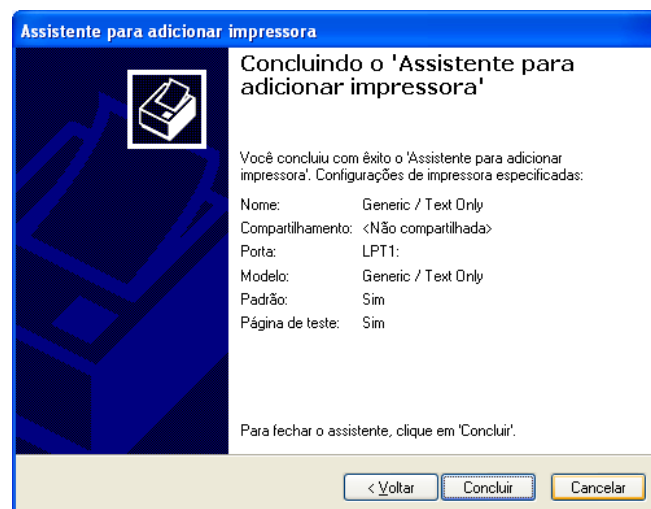 Assistente para adicionar impressora
Concluindo o 'Assistente para
adicionar impressora'
Você concluiu com êxito o 'Assistente para adicionar
impressora'. Configurações de impressora especificadas:
Nome: Generic / Text Only
Compartilhamento: <Não compartilhada>
Porta: LPT1:
Modelo: Generic / Text Only
Padrão: Sim
Página de teste: Sim
Para fechar o assistente, clique em 'Concluir'.
< Voltar Concluir Cancelar